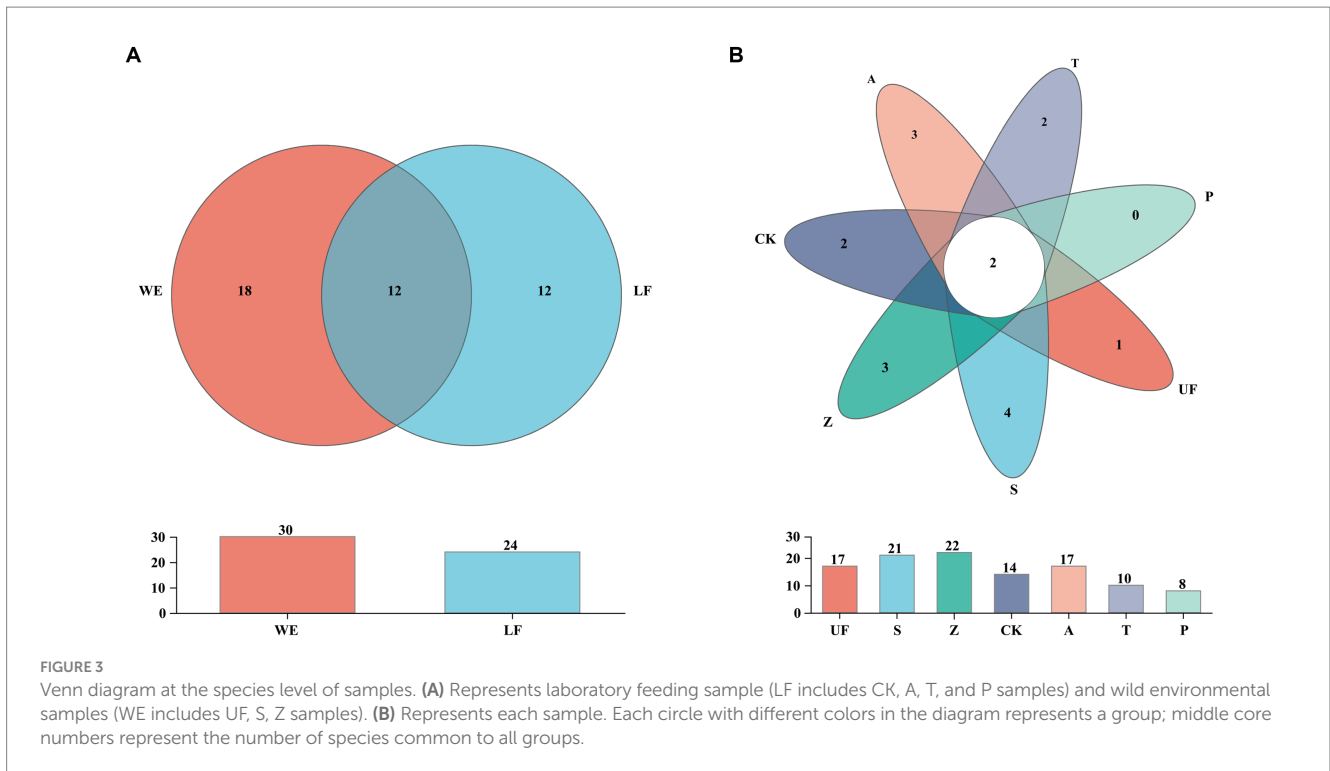 A
WE
18
12
12
LF
30
20
10
0
30
24
WE
LF
B
A
T
3
2
P
0
CK
2
2
1
UF
3
Z
4
S
30
20
10
0
17
21
22
14
17
10
8
UF S Z CK A T P
FIGURE 3
Venn diagram at the species level of samples. (A) Represents laboratory feeding sample (LF includes CK, A, T, and P samples) and wild environmental
samples (WE includes UF, S, Z samples). (B) Represents each sample. Each circle with different colors in the diagram represents a group; middle core
numbers represent the number of species common to all groups.